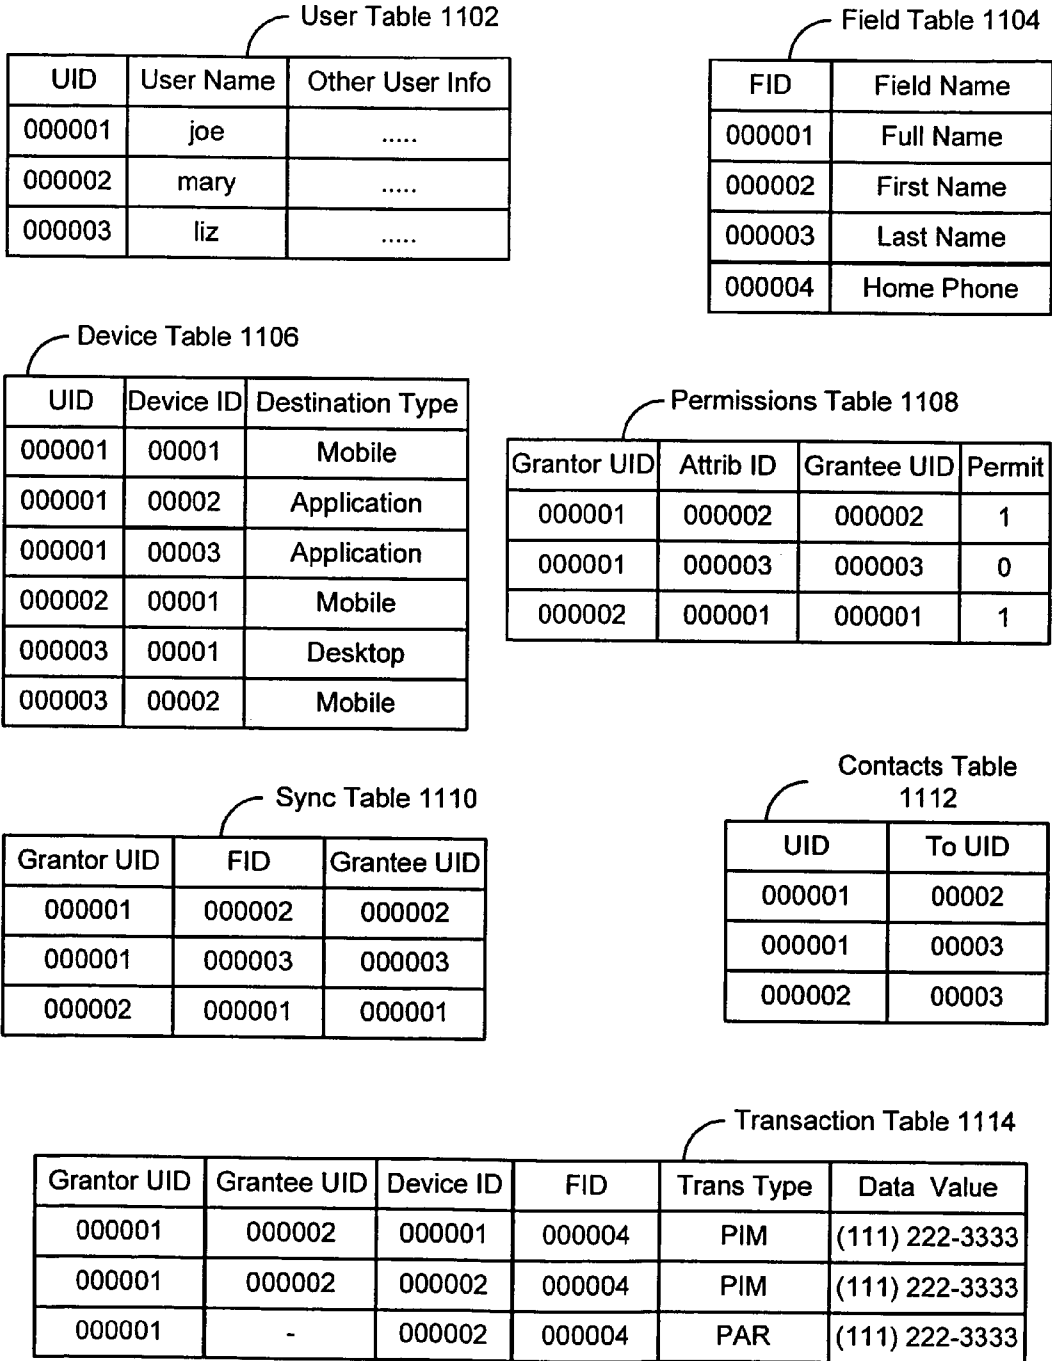 User Table 1102
UID User Name Other User Info
000001 joe .....
000002 mary .....
000003 liz .....
Field Table 1104
FID Field Name
000001 Full Name
000002 First Name
000003 Last Name
000004 Home Phone
Device Table 1106
UID Device ID Destination Type
000001 00001 Mobile
000001 00002 Application
000001 00003 Application
000002 00001 Mobile
000003 00001 Desktop
000003 00002 Mobile
Permissions Table 1108
Grantor UID Attrib ID Grantee UID Permit
000001 000002 000002 1
000001 000003 000003 0
000002 000001 000001 1
Sync Table 1110
Grantor UID FID Grantee UID
000001 000002 000002
000001 000003 000003
000002 000001 000001
Contacts Table
1112
UID To UID
000001 00002
000001 00003
000002 00003
Transaction Table 1114
Grantor UID Grantee UID Device ID FID Trans Type Data Value
000001 000002 000001 000004 PIM (111) 222-3333
000001 000002 000002 000004 PIM (111) 222-3333
000001 - 000002 000004 PAR (111) 222-3333